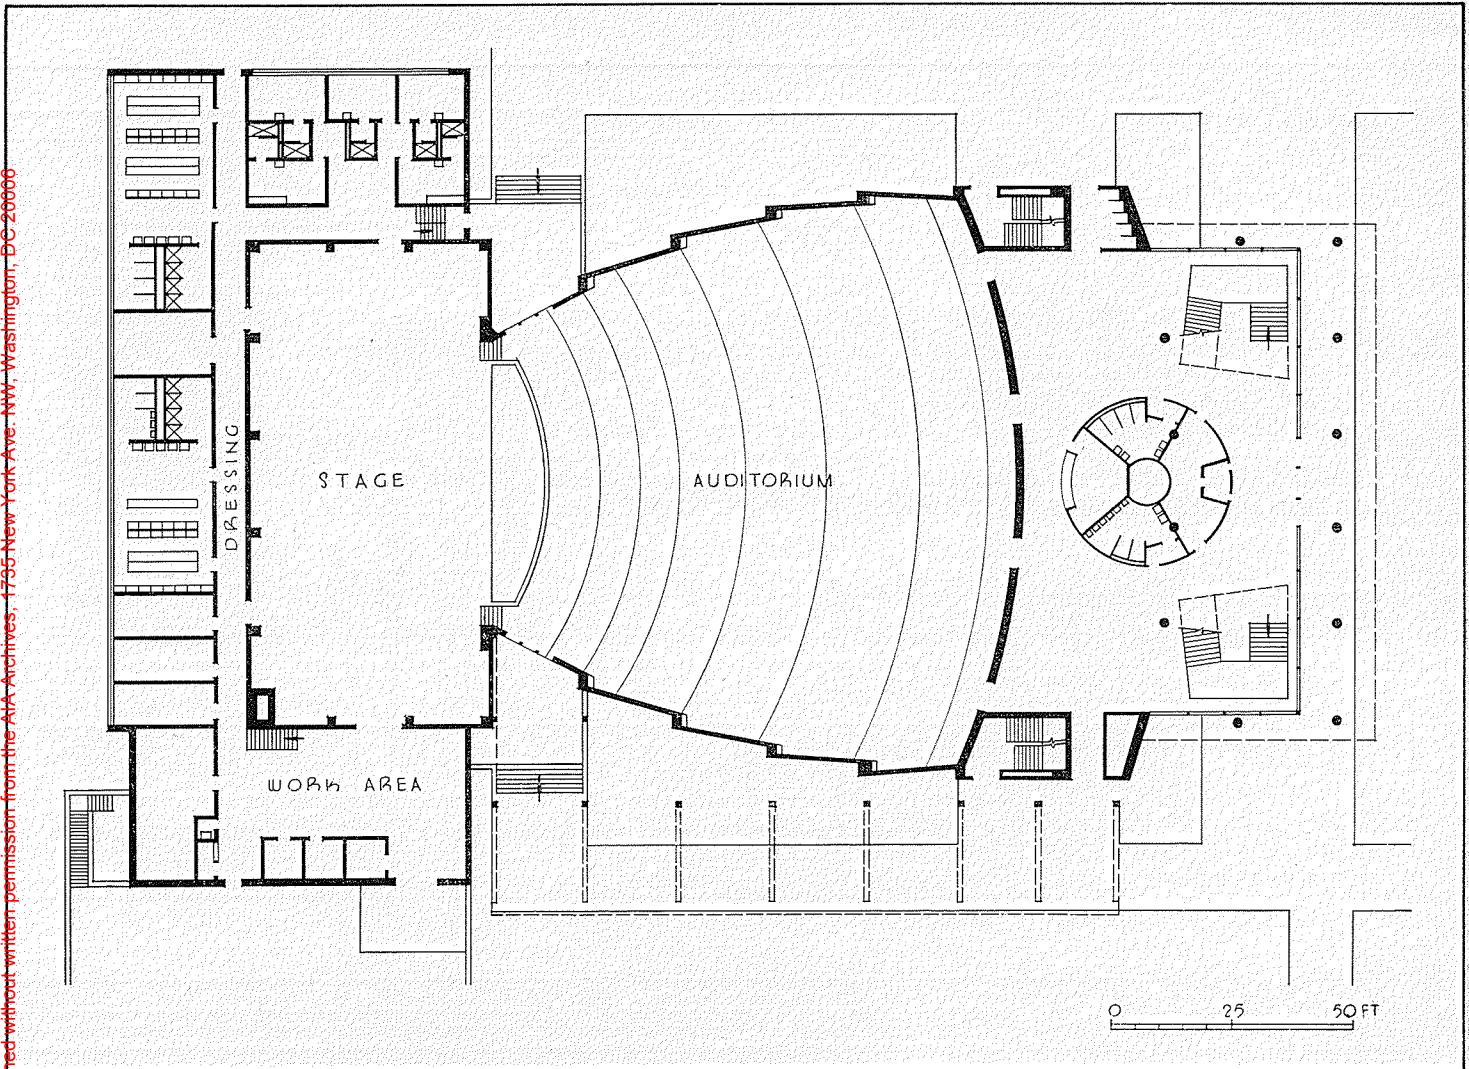 STAGE
AUDITORIUM
DRESSING
WORK AREA
0 25 50 FT
ned without written permission from the AIA Archives, 1735 New York Ave. NW, Washington, DC 20006